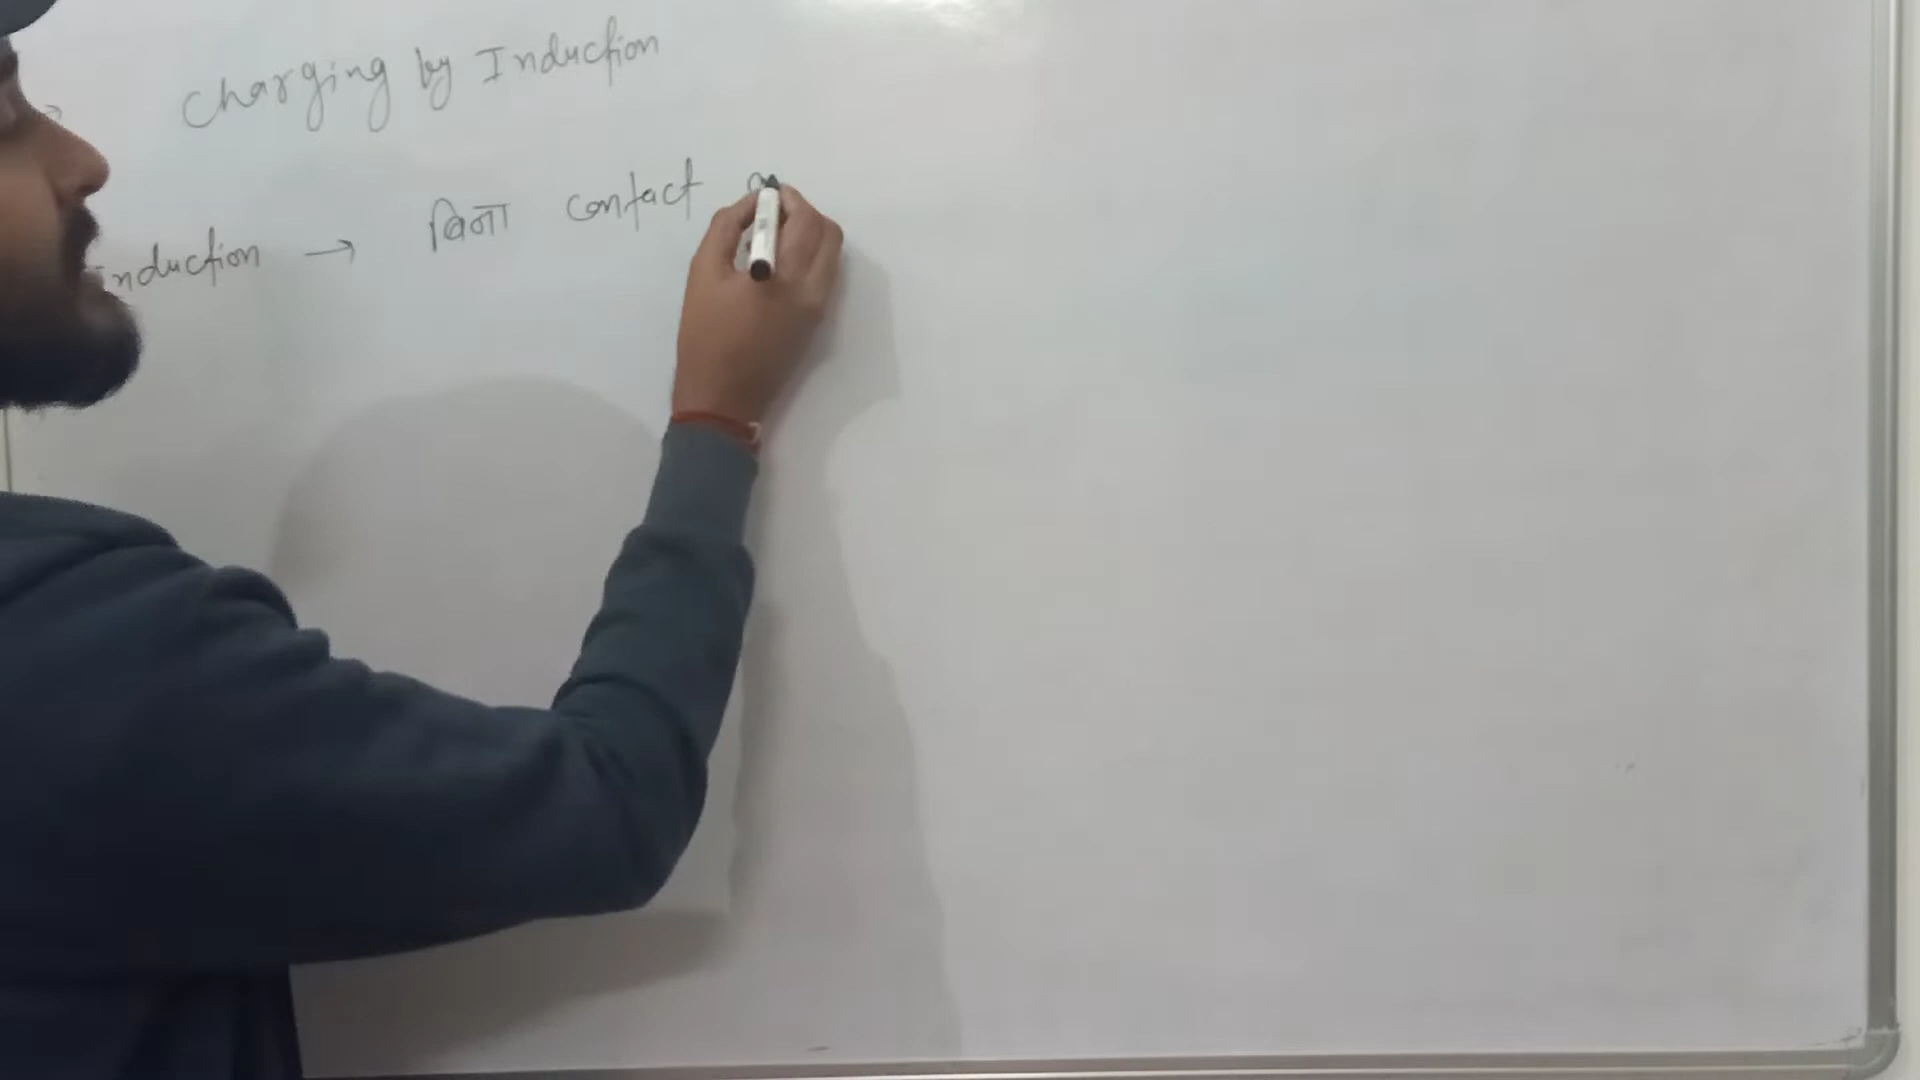 → Charging by Induction
induction → बिना contact